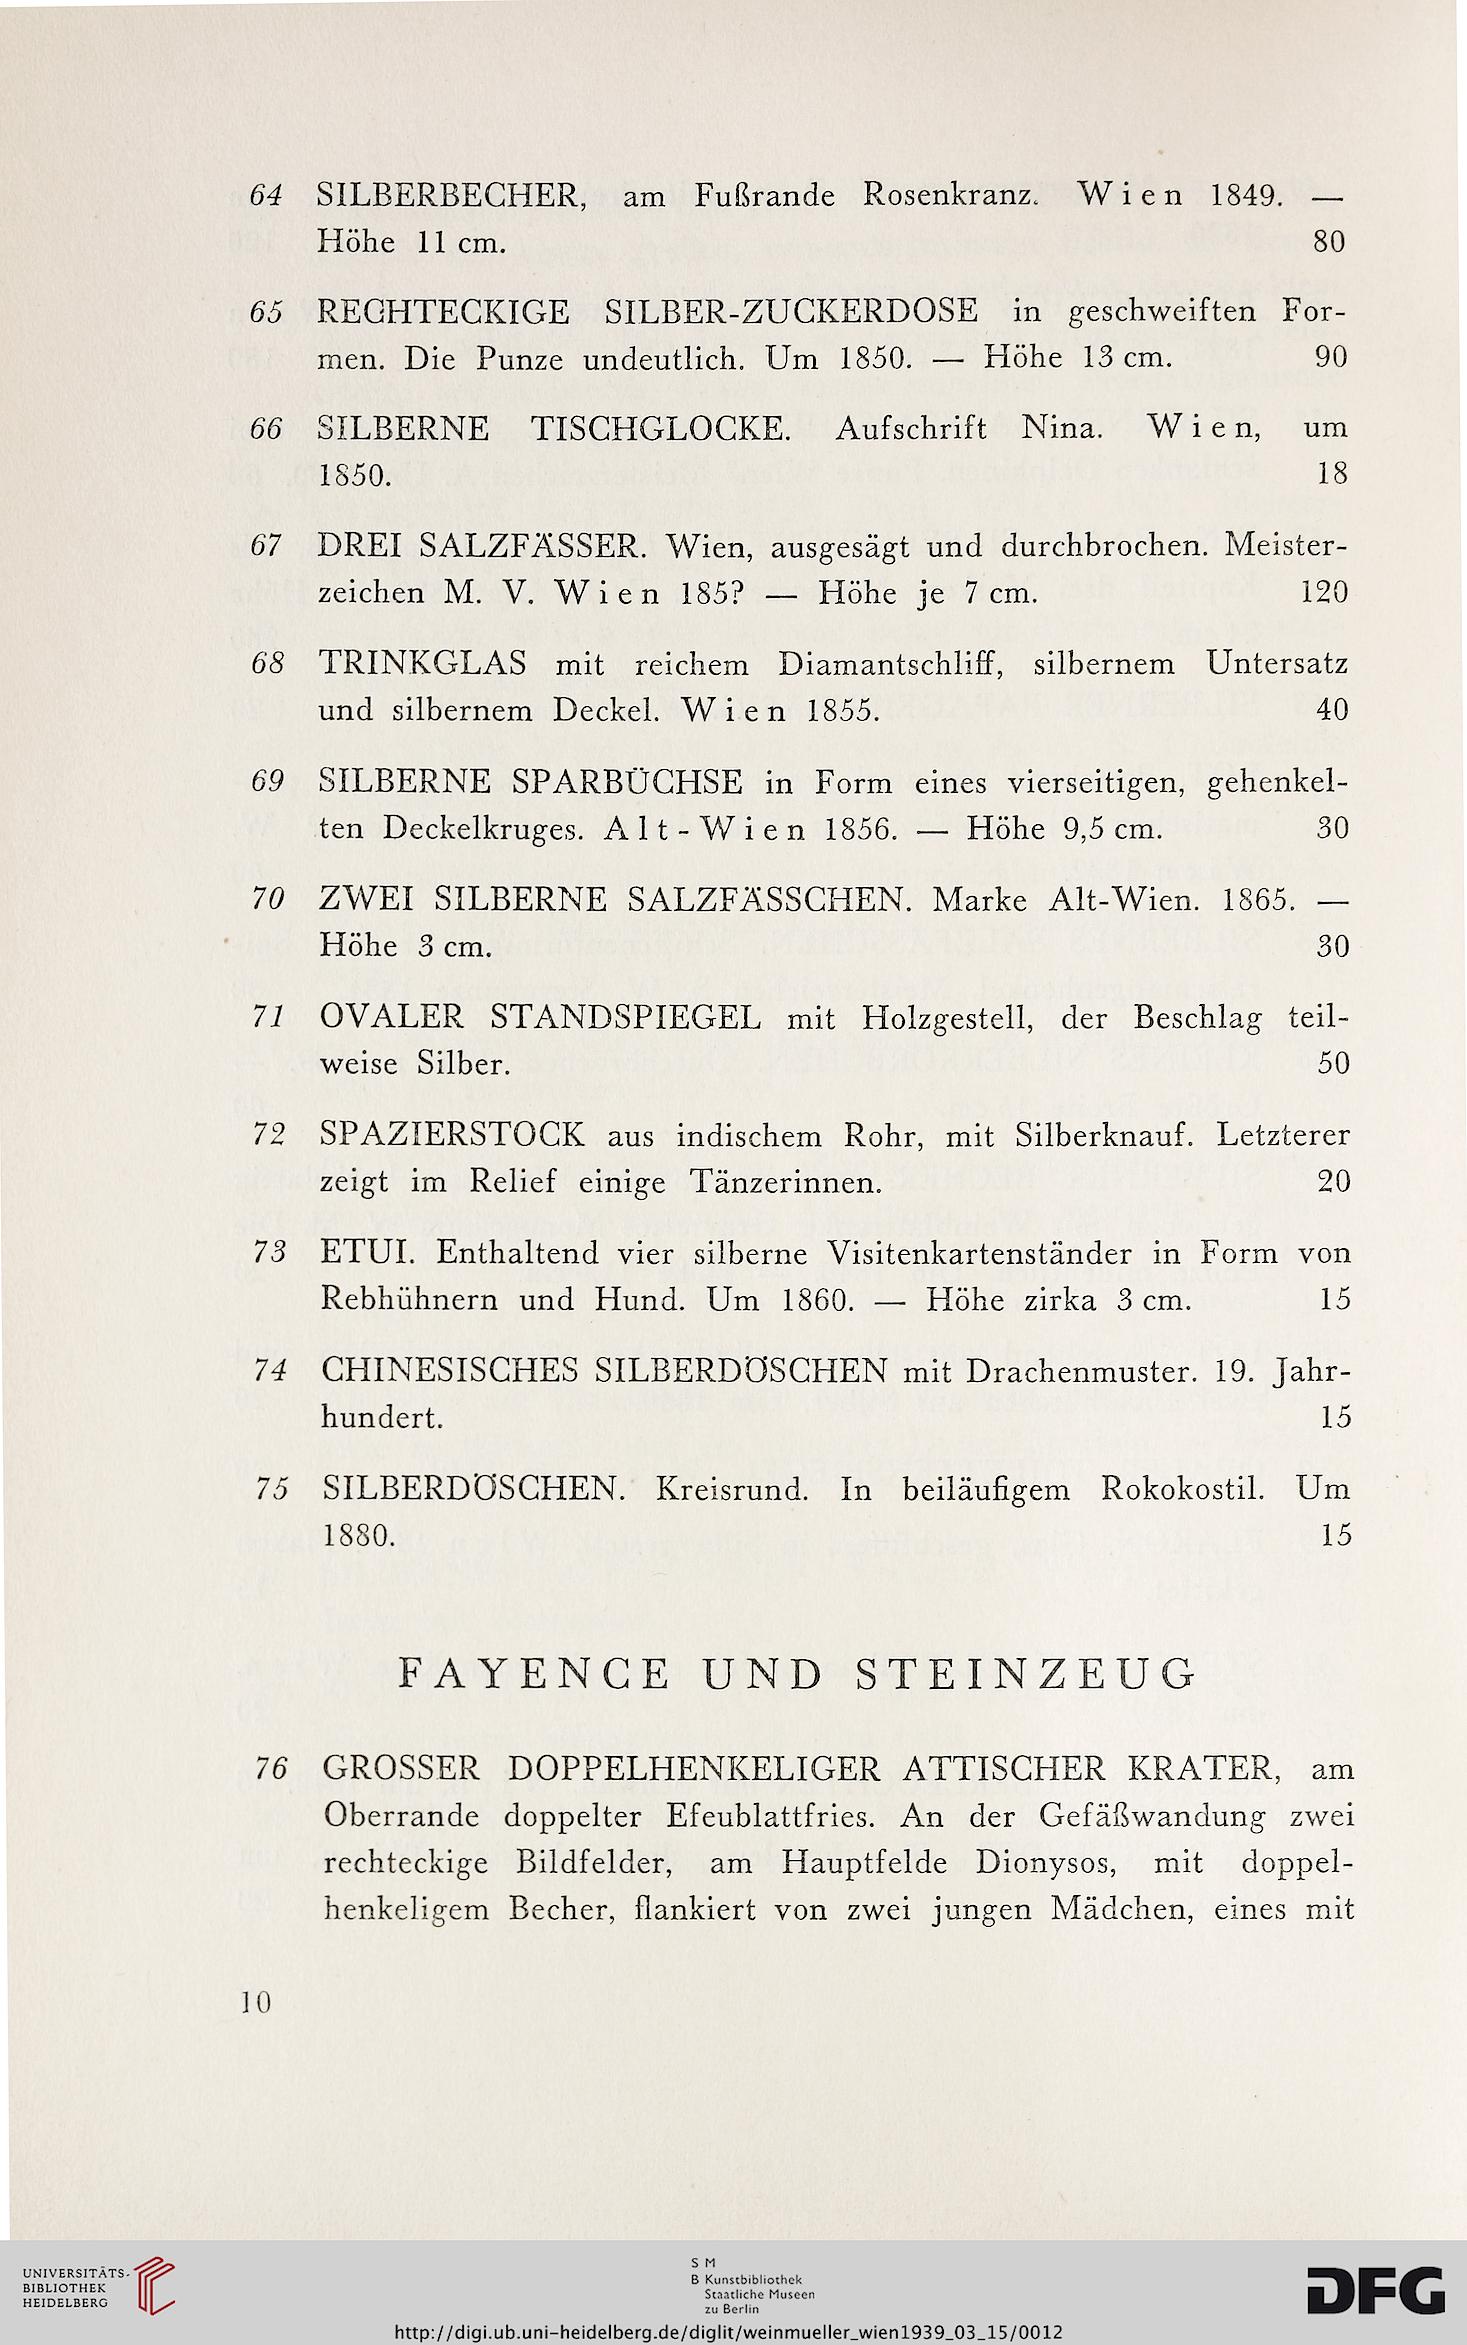 64 SILBERBECHER, am Fußrande Rosenkranz. Wien 1849. —
Höhe 11 cm. 80
65 RECHTECKIGE SILBER-ZUCKERDOSE in geschweiften For-
men. Die Punze undeutlich. Um 1850. — Höhe 13 cm. 90
66 SILBERNE TISCHGLOCKE. Aufschrift Nina. Wien, um
1850. 18
67 DREI SALZFÄSSER. Wien, ausgesägt und durchbrochen. Meister-
zeichen M. V. Wien 185? — Höhe je 7 cm. 120
68 TRINKGLAS mit reichem Diamantschliff, silbernem Untersatz
und silbernem Deckel. Wien 1855. 40
69 SILBERNE SPARBÜCHSE in Form eines vierseitigen, gehenkel-
ten Deckelkruges. Alt-Wien 1856. — Höhe 9,5 cm. 30
70 ZWEI SILBERNE SALZFÄSSCHEN. Marke Alt-Wien. 1865. —
Höhe 3 cm. 30
71 OVALER STANDSPIEGEL mit Holzgestell, der Beschlag teil-
weise Silber. 50
72 SPAZIERSTOCK aus indischem Rohr, mit Silberknauf. Letzterer
zeigt im Relief einige Tänzerinnen. 20
73 ETUI. Enthaltend vier silberne Visitenkartenständer in Form von
Rebhühnern und Hund. Um 1860. — Höhe zirka 3 cm. 15
74 CHINESISCHES SILBERDÖSCHEN mit Drachenmuster. 19. Jahr-
hundert. 15
75 SILBERDÖSCHEN. Kreisrund. In beiläufigem Rokokostil. Um
1880. 15
FAYENCE UND STEINZEUG
76 GROSSER DOPPELHENKELIGER ATTISCHER KRATER, am
Oberrande doppelter Efeublattfries. An der Gefäßwandung zwei
rechteckige Bildfelder, am Hauptfelde Dionysos, mit doppel-
henkeligem Becher, flankiert von zwei jungen Mädchen, eines mit
10
UNIVERSITÄTS-
BIBLIOTHEK
HEIDELBERG
S M
B Kunstbibliothek
Staatliche Museen
zu Berlin
DFG
http://digi.ub.uni-heidelberg.de/diglit/weinmueller_wien1939_03_15/0012